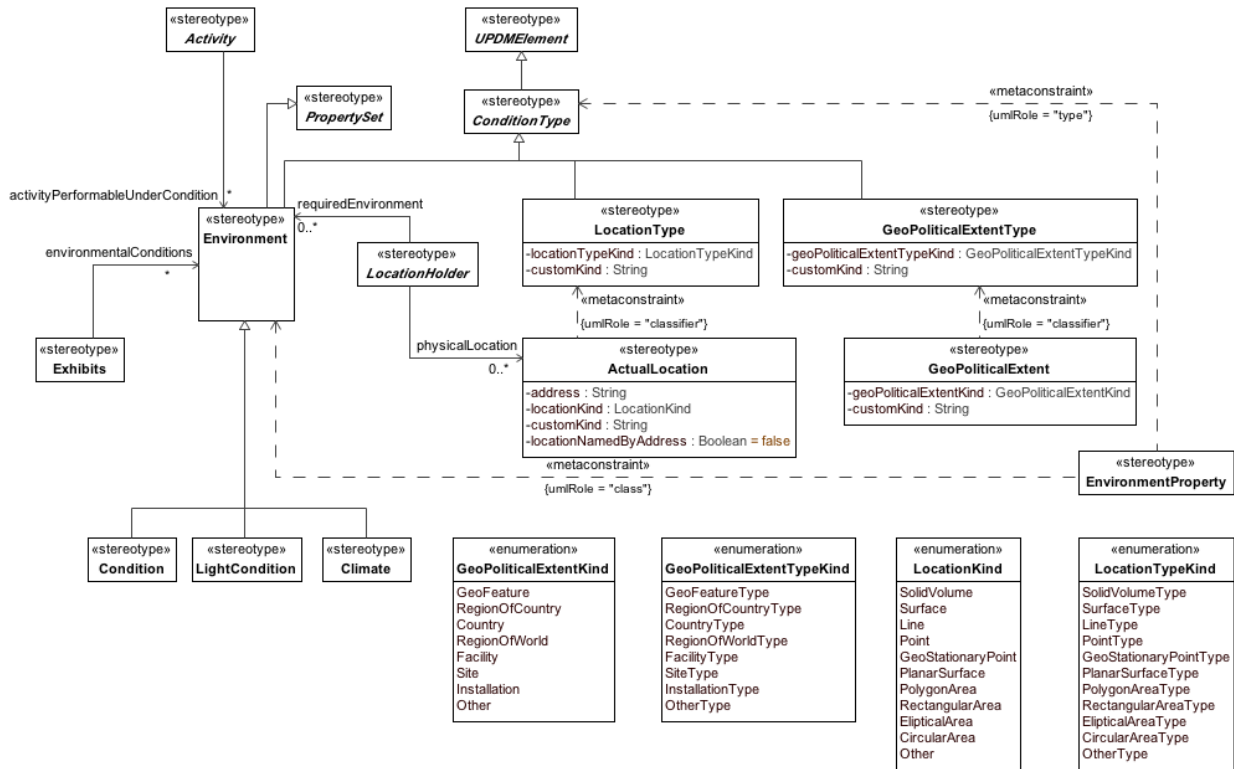 «stereotype»
Activity
«stereotype»
UPDMElement
«stereotype»
PropertySet
«stereotype»
ConditionType
«metaconstraint»
{umlRole = "type"}
activityPerformableUnderCondition
*
«stereotype»
Environment
requiredEnvironment
0..*
environmentalConditions
*
«stereotype»
LocationHolder
«stereotype»
LocationType
-locationTypeKind : LocationTypeKind
-customKind : String
«stereotype»
GeoPoliticalExtentType
-geoPoliticalExtentTypeKind : GeoPoliticalExtentTypeKind
-customKind : String
«metaconstraint»
{umlRole = "classifier"}
«metaconstraint»
{umlRole = "classifier"}
«stereotype»
Exhibits
physicalLocation
0..*
«stereotype»
ActualLocation
-address : String
-locationKind : LocationKind
-customKind : String
-locationNamedByAddress : Boolean = false
«stereotype»
GeoPoliticalExtent
-geoPoliticalExtentKind : GeoPoliticalExtentKind
-customKind : String
«metaconstraint»
{umlRole = "class"}
«stereotype»
EnvironmentProperty
«stereotype»
Condition
«stereotype»
LightCondition
«stereotype»
Climate
«enumeration»
GeoPoliticalExtentKind
GeoFeature
RegionOfCountry
Country
RegionOfWorld
Facility
Site
Installation
Other
«enumeration»
GeoPoliticalExtentTypeKind
GeoFeatureType
RegionOfCountryType
CountryType
RegionOfWorldType
FacilityType
SiteType
InstallationType
OtherType
«enumeration»
LocationKind
SolidVolume
Surface
Line
Point
GeoStationaryPoint
PlanarSurface
PolygonArea
RectangularArea
ElipticalArea
CircularArea
Other
«enumeration»
LocationTypeKind
SolidVolumeType
SurfaceType
LineType
PointType
GeoStationaryPointType
PlanarSurfaceType
PolygonAreaType
RectangularAreaType
ElipticalAreaType
CircularAreaType
OtherType